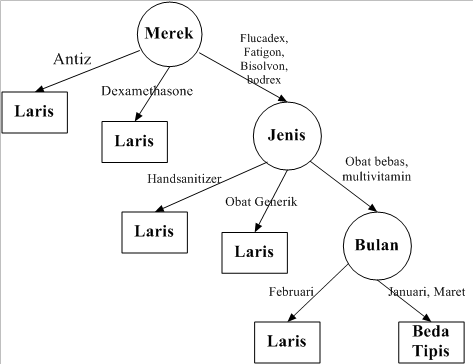 Merek
Flucadex,
Fatigon,
Bisolvon,
bodrex
Antiz
Dexamethasone
Laris
Laris
Jenis
Obat bebas,
multivitamin
Handsanitizer
Obat Generik
Laris
Laris
Bulan
Februari
Januari, Maret
Laris
Beda
Tipis